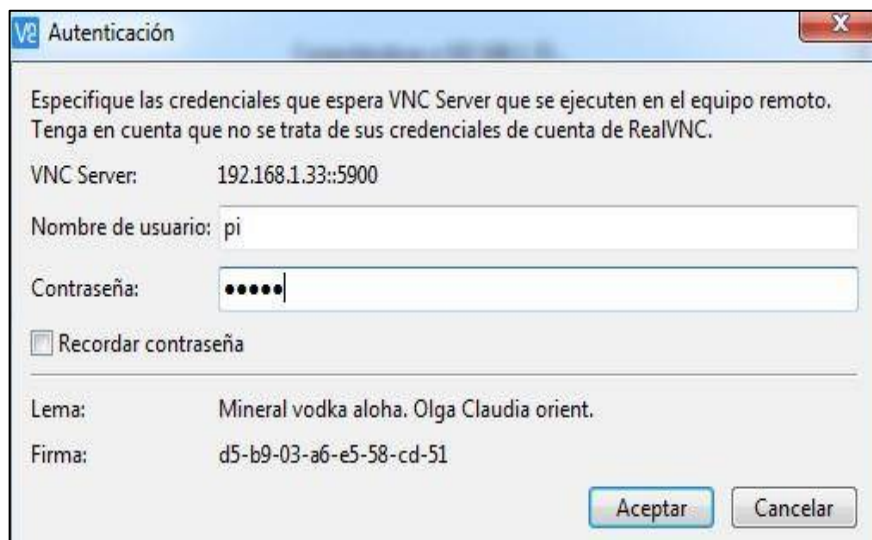 Autenticación
Especifique las credenciales que espera VNC Server que se ejecuten en el equipo remoto.
Tenga en cuenta que no se trata de sus credenciales de cuenta de RealVNC.
VNC Server: 192.168.1.33::5900
Nombre de usuario: pi
Contraseña: •••••
Recordar contraseña
Lema: Mineral vodka aloha. Olga Claudia orient.
Firma: d5-b9-03-a6-e5-58-cd-51
Aceptar Cancelar